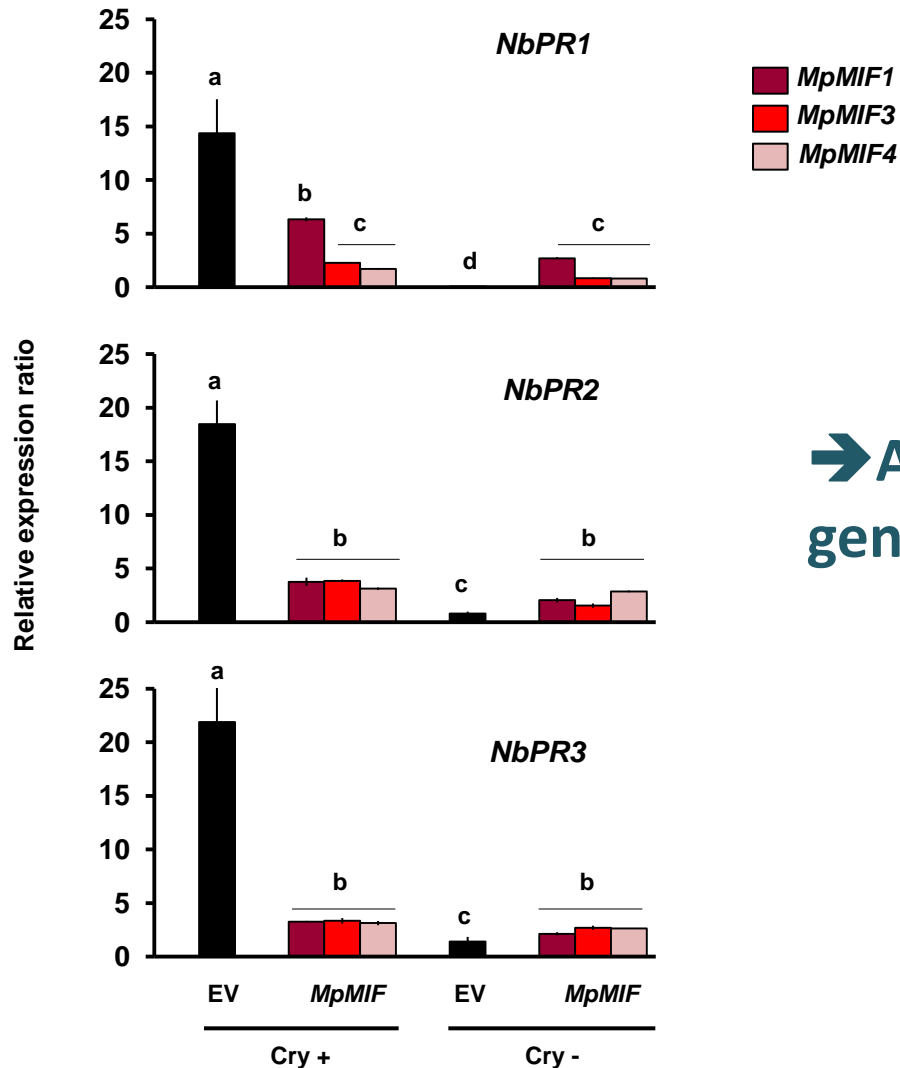 25
20
15
10
5
0
NbPR1
a
b
c
d
c
MpMIF1
MpMIF3
MpMIF4
Relative expression ratio
25
20
15
10
5
0
NbPR2
a
b
c
b
➔A
gen
25
20
15
10
5
0
NbPR3
a
b
c
b
EV MpMIF EV MpMIF
Cry + Cry -